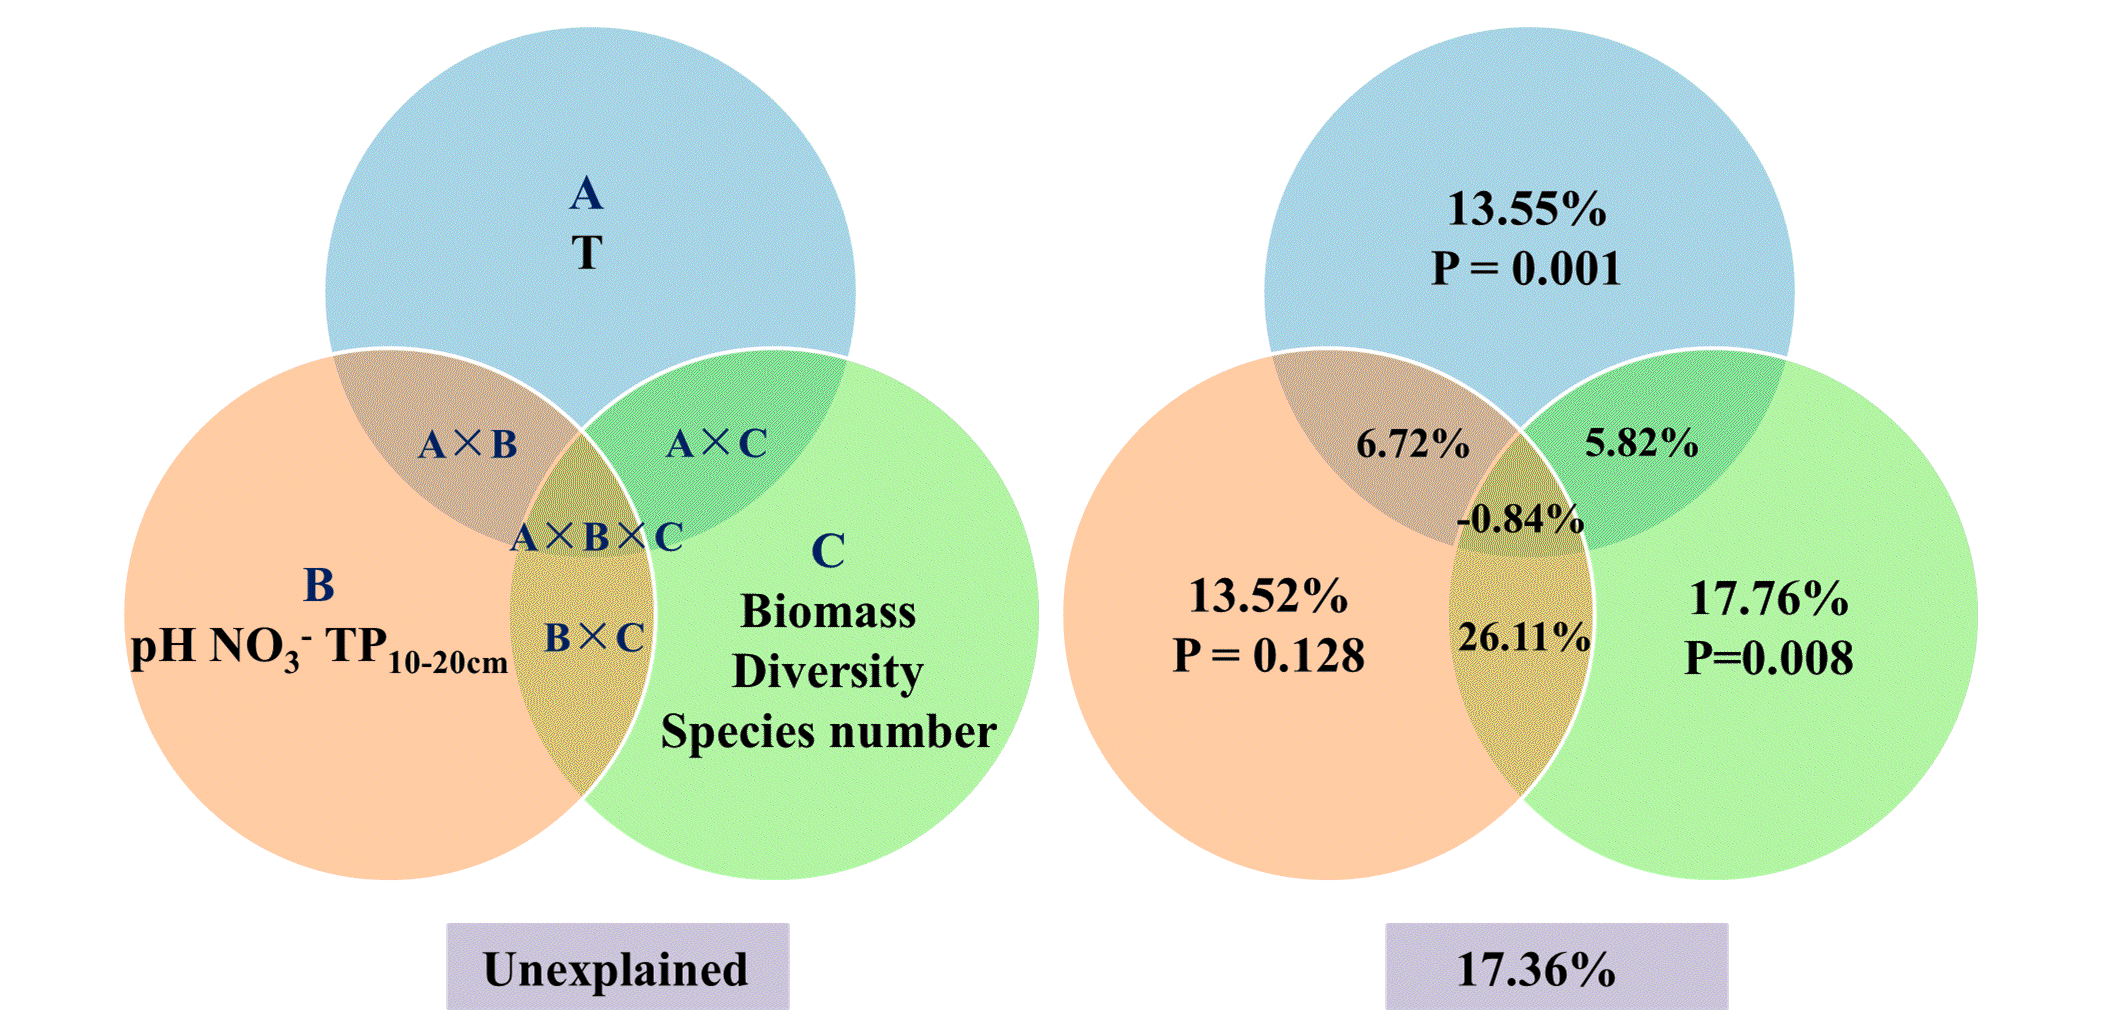 A
T
A×B
A×C
A×B×C
B
pH NO₃⁻ TP₁₀₋₂₀cm
B×C
C
Biomass
Diversity
Species number
Unexplained
13.55%
P = 0.001
6.72%
5.82%
-0.84%
13.52%
P = 0.128
26.11%
17.76%
P=0.008
17.36%